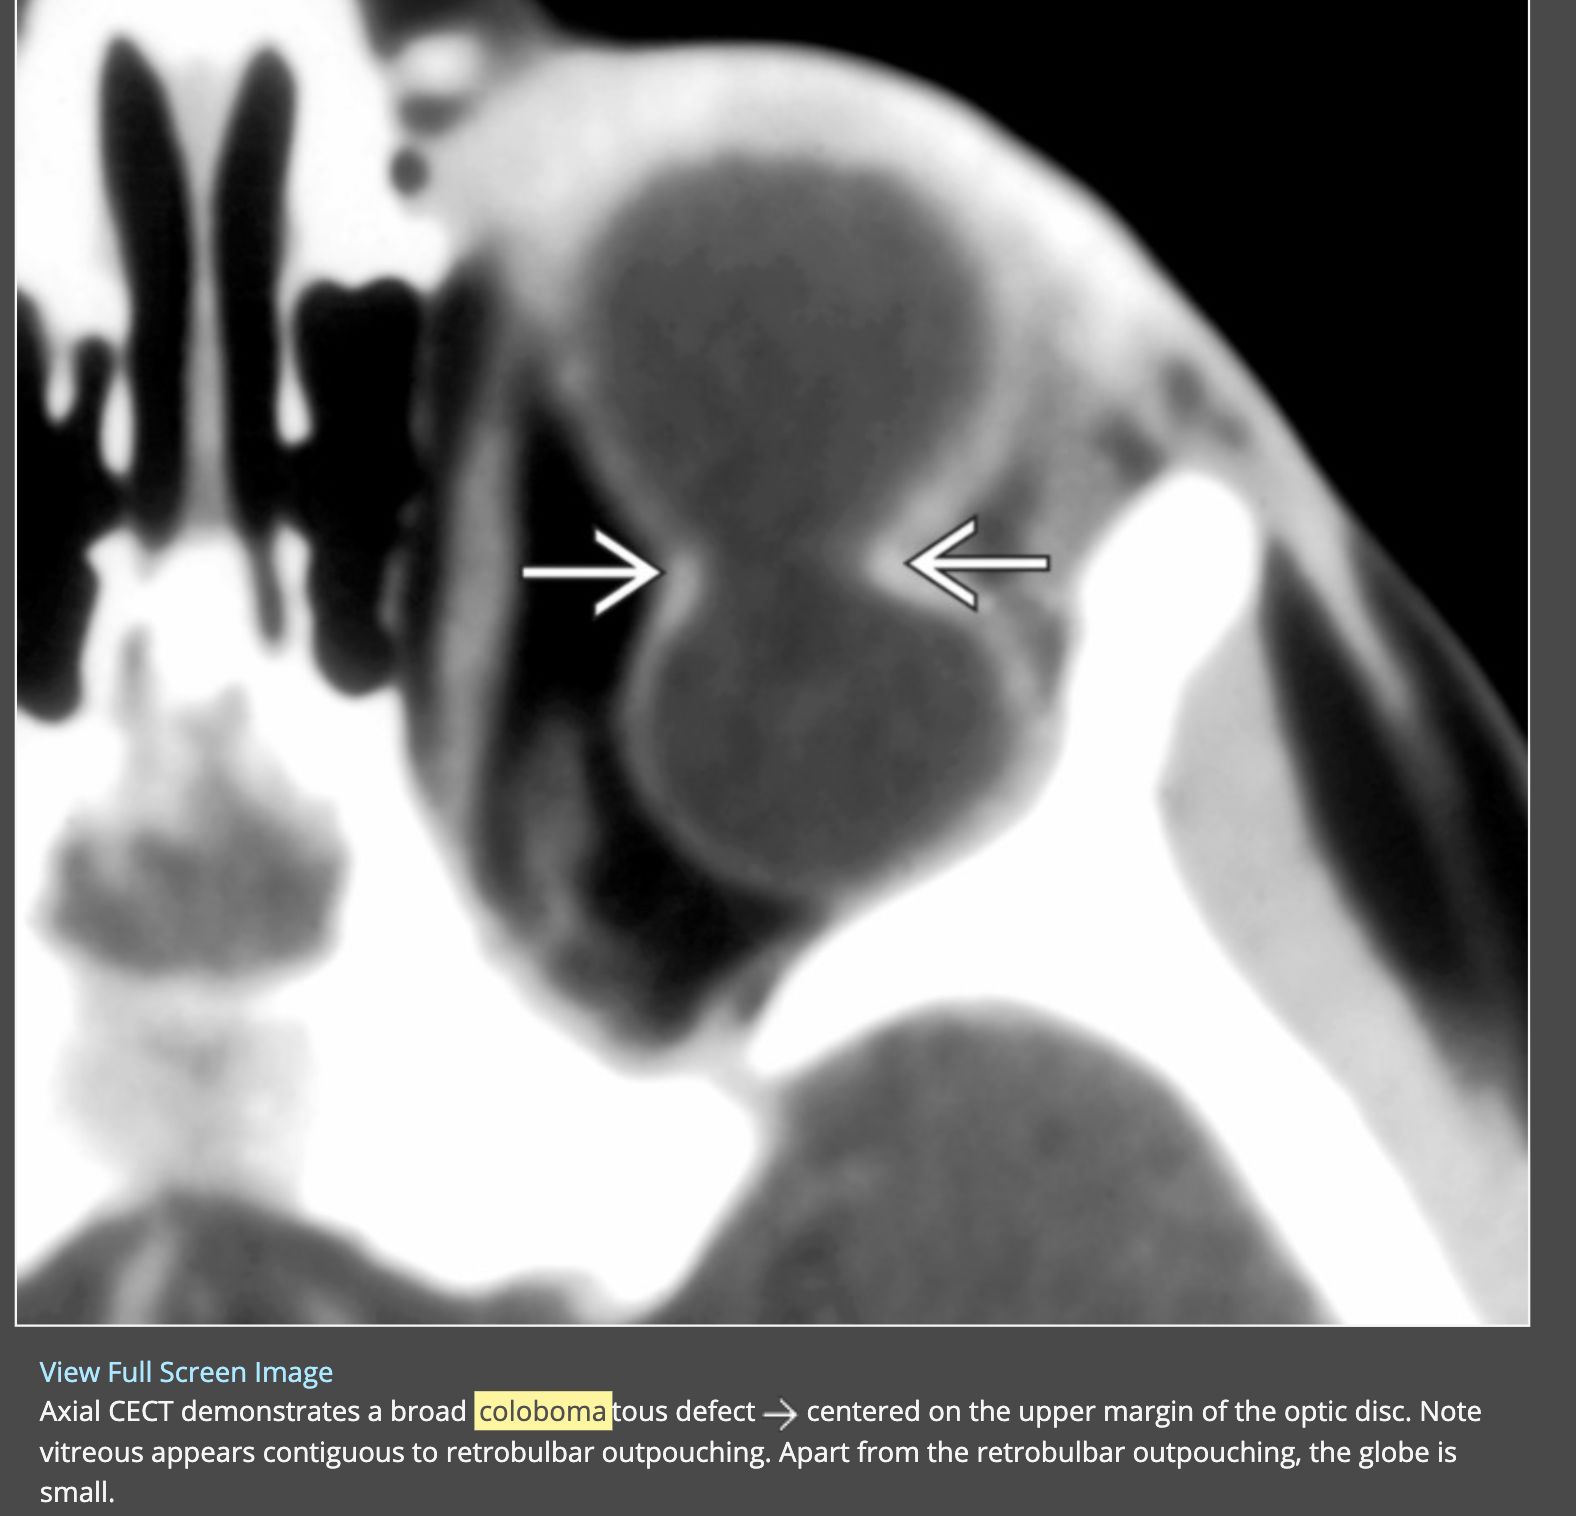 View Full Screen Image
Axial CECT demonstrates a broad colobomatous defect → centered on the upper margin of the optic disc. Note
vitreous appears contiguous to retrobulbar outpouching. Apart from the retrobulbar outpouching, the globe is
small.